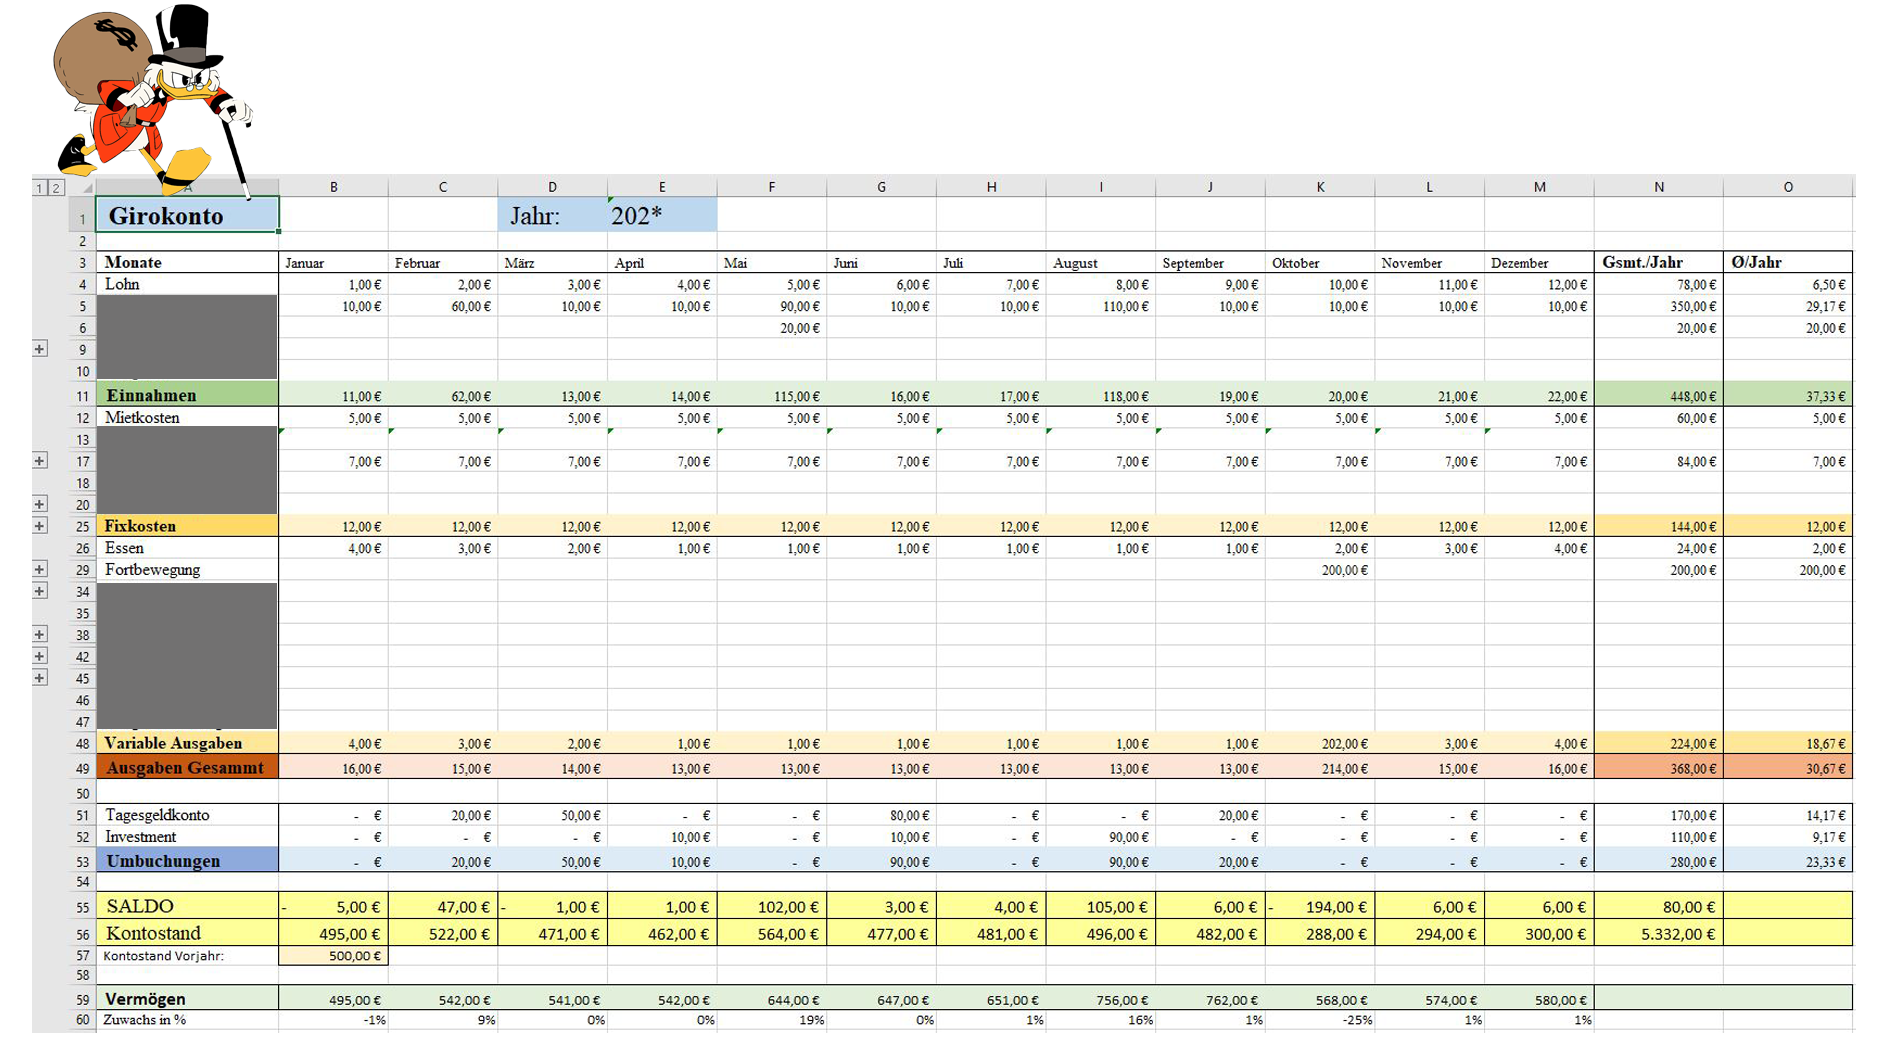 $
1 2 A B C D E F G H I J K L M N O
1 Girokonto Jahr: 202*
2
3 Monate Januar Februar März April Mai Juni Juli August September Oktober November Dezember Gsmt./Jahr Ø/Jahr
4 Lohn 1,00 € 2,00 € 3,00 € 4,00 € 5,00 € 6,00 € 7,00 € 8,00 € 9,00 € 10,00 € 11,00 € 12,00 € 78,00 € 6,50 €
5 10,00 € 60,00 € 10,00 € 10,00 € 90,00 € 10,00 € 10,00 € 110,00 € 10,00 € 10,00 € 10,00 € 10,00 € 350,00 € 29,17 €
6 20,00 € 20,00 € 20,00 €
+ 9
10
11 Einnahmen 11,00 € 62,00 € 13,00 € 14,00 € 115,00 € 16,00 € 17,00 € 118,00 € 19,00 € 20,00 € 21,00 € 22,00 € 448,00 € 37,33 €
12 Mietkosten 5,00 € 5,00 € 5,00 € 5,00 € 5,00 € 5,00 € 5,00 € 5,00 € 5,00 € 5,00 € 5,00 € 5,00 € 60,00 € 5,00 €
13
+ 17 7,00 € 7,00 € 7,00 € 7,00 € 7,00 € 7,00 € 7,00 € 7,00 € 7,00 € 7,00 € 7,00 € 7,00 € 84,00 € 7,00 €
18
+ 20
+ 25 Fixkosten 12,00 € 12,00 € 12,00 € 12,00 € 12,00 € 12,00 € 12,00 € 12,00 € 12,00 € 12,00 € 12,00 € 12,00 € 144,00 € 12,00 €
26 Essen 4,00 € 3,00 € 2,00 € 1,00 € 1,00 € 1,00 € 1,00 € 1,00 € 1,00 € 2,00 € 3,00 € 4,00 € 24,00 € 2,00 €
+ 29 Fortbewegung 200,00 € 200,00 € 200,00 €
+ 34
35
+ 38
+ 42
+ 45
46
47
48 Variable Ausgaben 4,00 € 3,00 € 2,00 € 1,00 € 1,00 € 1,00 € 1,00 € 1,00 € 1,00 € 202,00 € 3,00 € 4,00 € 224,00 € 18,67 €
49 Ausgaben Gesammt 16,00 € 15,00 € 14,00 € 13,00 € 13,00 € 13,00 € 13,00 € 13,00 € 13,00 € 214,00 € 15,00 € 16,00 € 368,00 € 30,67 €
50
51 Tagesgeldkonto - € 20,00 € 50,00 € - € - € 80,00 € - € - € 20,00 € - € - € - € 170,00 € 14,17 €
52 Investment - € - € - € 10,00 € - € 10,00 € - € 90,00 € - € - € - € - € 110,00 € 9,17 €
53 Umbuchungen - € 20,00 € 50,00 € 10,00 € - € 90,00 € - € 90,00 € 20,00 € - € - € - € 280,00 € 23,33 €
54
55 SALDO - 5,00 € 47,00 € - 1,00 € 1,00 € 102,00 € 3,00 € 4,00 € 105,00 € 6,00 € - 194,00 € 6,00 € 6,00 € 80,00 €
56 Kontostand 495,00 € 522,00 € 471,00 € 462,00 € 564,00 € 477,00 € 481,00 € 496,00 € 482,00 € 288,00 € 294,00 € 300,00 € 5.332,00 €
57 Kontostand Vorjahr: 500,00 €
58
59 Vermögen 495,00 € 542,00 € 541,00 € 542,00 € 644,00 € 647,00 € 651,00 € 756,00 € 762,00 € 568,00 € 574,00 € 580,00 €
60 Zuwachs in % -1% 9% 0% 0% 19% 0% 1% 16% 1% -25% 1% 1%